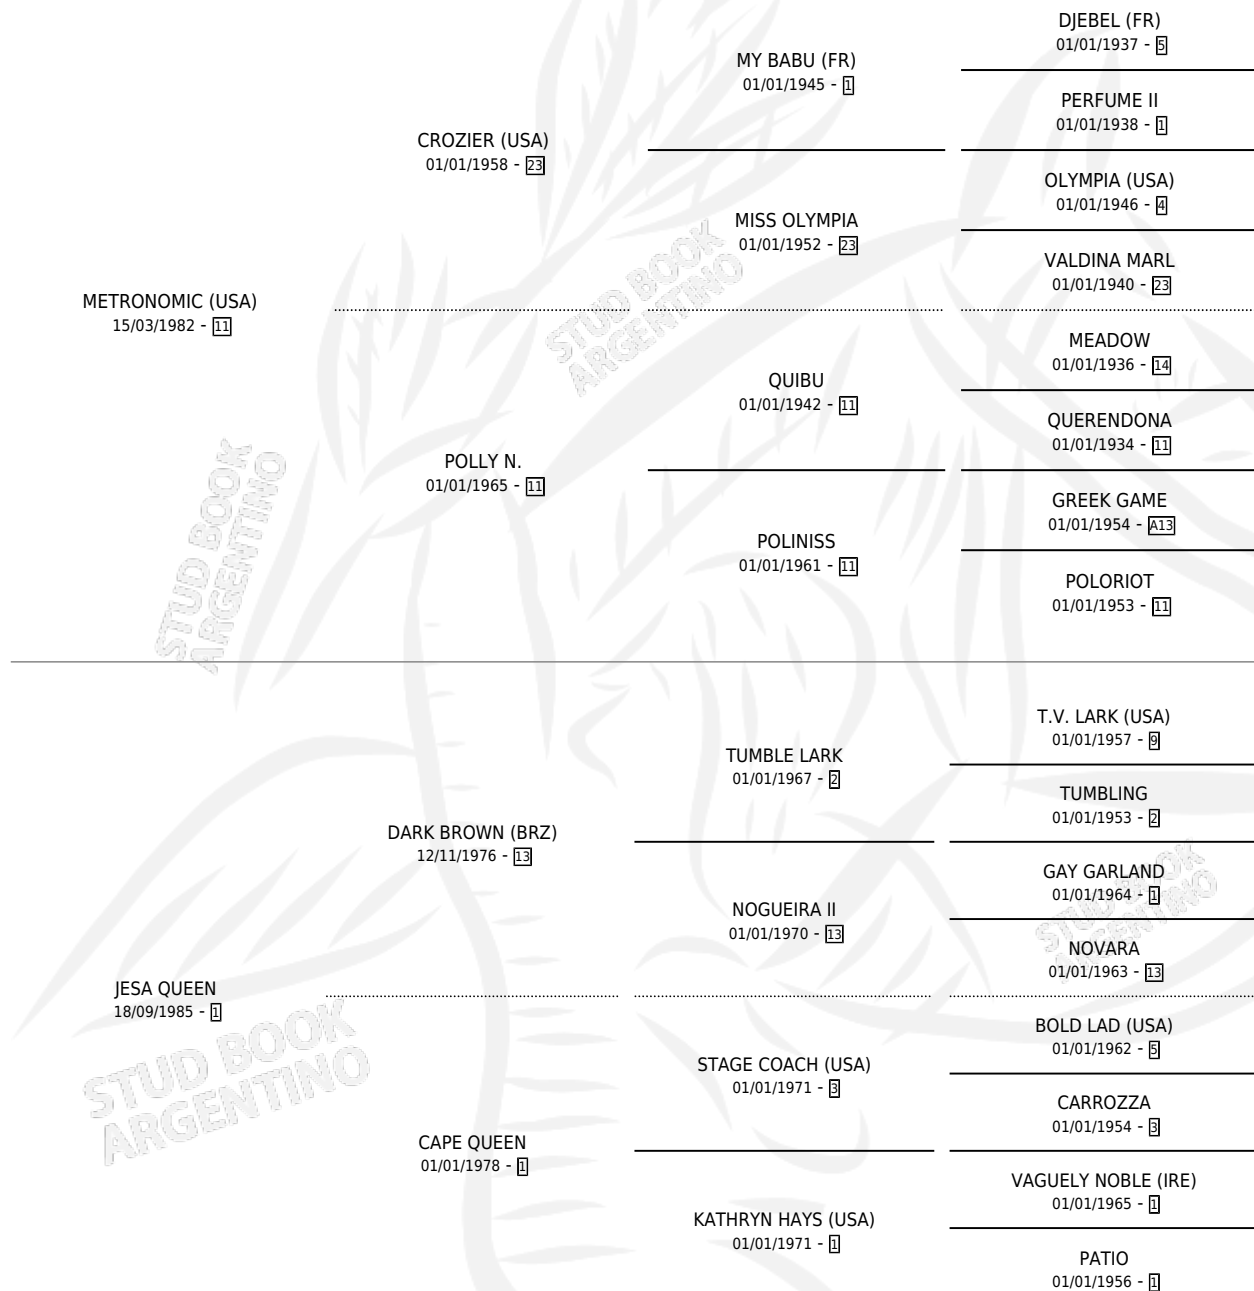 DJEBEL (FR)
01/01/1937 - 5
MY BABU (FR)
01/01/1945 - 1
PERFUME II
01/01/1938 - 1
CROZIER (USA)
01/01/1958 - 23
OLYMPIA (USA)
01/01/1946 - 4
MISS OLYMPIA
01/01/1952 - 23
VALDINA MARL
01/01/1940 - 23
METRONOMIC (USA)
15/03/1982 - 11
MEADOW
01/01/1936 - 14
QUIBU
01/01/1942 - 11
QUERENDONA
01/01/1934 - 11
POLLY N.
01/01/1965 - 11
GREEK GAME
01/01/1954 - A13
POLINISS
01/01/1961 - 11
POLORIOT
01/01/1953 - 11
T.V. LARK (USA)
01/01/1957 - 9
TUMBLE LARK
01/01/1967 - 2
TUMBLING
01/01/1953 - 2
DARK BROWN (BRZ)
12/11/1976 - 13
GAY GARLAND
01/01/1964 - 1
NOGUEIRA II
01/01/1970 - 13
NOVARA
01/01/1963 - 13
JESA QUEEN
18/09/1985 - 1
BOLD LAD (USA)
01/01/1962 - 5
STAGE COACH (USA)
01/01/1971 - 3
CARROZZA
01/01/1954 - 3
CAPE QUEEN
01/01/1978 - 1
VAGUELY NOBLE (IRE)
01/01/1965 - 1
KATHRYN HAYS (USA)
01/01/1971 - 1
PATIO
01/01/1956 - 1
STUD BOOK
ARGENTINO
STUD BOOK
ARGENTINO
STUD BOOK
ARGENTINO
STUD BOOK
ARGENTINO